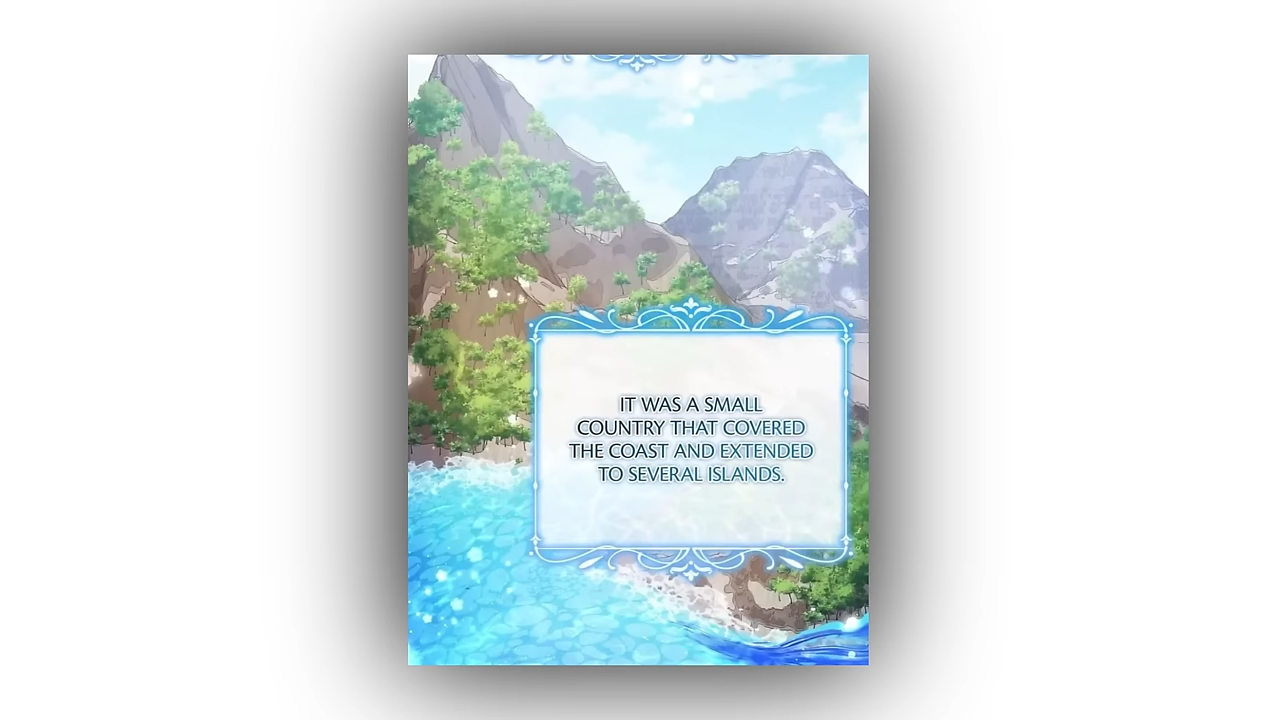 IT WAS A SMALL
COUNTRY THAT COVERED
THE COAST AND EXTENDED
TO SEVERAL ISLANDS.